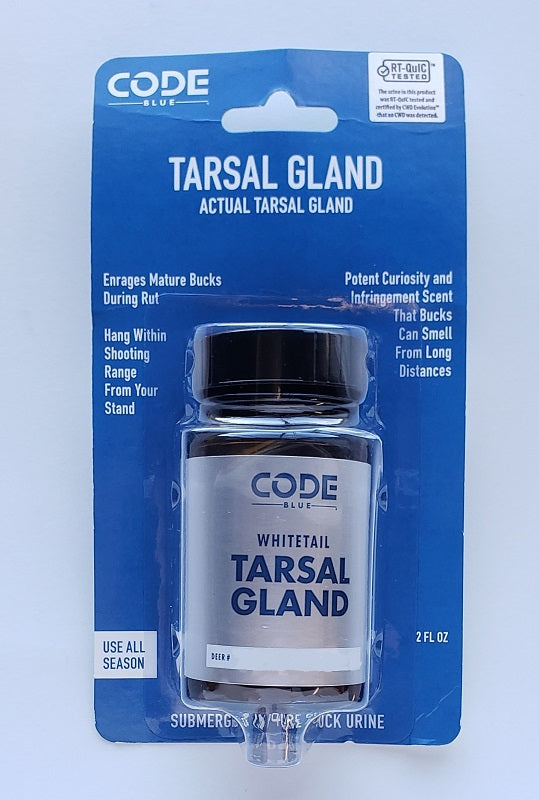 CODE
BLUE
RT-QuIC™
TESTED
The urine in this product
was RT-QuIC tested and
certified by CWD Evolution™
that no CWD was detected.
TARSAL GLAND
ACTUAL TARSAL GLAND
Enrages Mature Bucks
During Rut
Hang Within
Shooting
Range
From Your
Stand
Potent Curiosity and
Infringement Scent
That Bucks
Can Smell
From Long
Distances
CODE
BLUE
WHITETAIL
TARSAL
GLAND
DEER #
USE ALL
SEASON
2 FL OZ
URINE